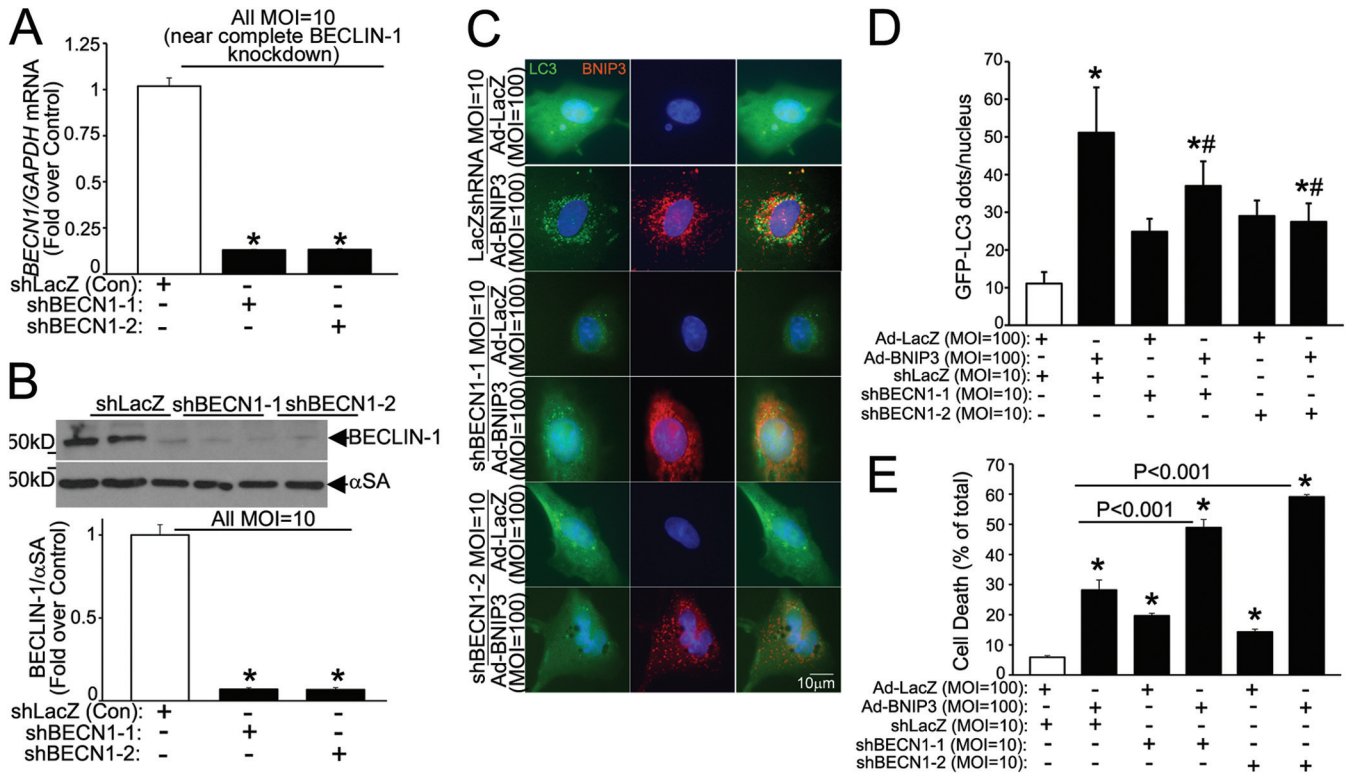 A
All MOI=10
(near complete BECLIN-1
knockdown)
BECN1/GAPDH mRNA
(Fold over Control)
1.25
1
0.75
0.5
0.25
0
*
*
shLacZ (Con): + - -
shBECN1-1: - + -
shBECN1-2: - - +
B
shLacZ shBECN1-1 shBECN1-2
50kD
BECLIN-1
50kD
αSA
All MOI=10
BECLIN-1/αSA
(Fold over Control)
1
0.5
0
*
*
shLacZ (Con): + - -
shBECN1-1: - + -
shBECN1-2: - - +
C
LC3 BNIP3
LacZshRNA MOI=10
Ad-LacZ
(MOI=100)
Ad-BNIP3
(MOI=100)
shBECN1-1 MOI=10
Ad-LacZ
(MOI=100)
Ad-BNIP3
(MOI=100)
shBECN1-2 MOI=10
Ad-LacZ
(MOI=100)
Ad-BNIP3
(MOI=100)
10µm
D
GFP-LC3 dots/nucleus
70
60
50
40
30
20
10
0
*
*#
*#
Ad-LacZ (MOI=100): + - + - + -
Ad-BNIP3 (MOI=100): - + - + - +
shLacZ (MOI=10): + + - - - -
shBECN1-1 (MOI=10): - - + + - -
shBECN1-2 (MOI=10): - - - - + +
E
Cell Death (% of total)
70
60
50
40
30
20
10
0
P<0.001
P<0.001
*
*
*
*
*
Ad-LacZ (MOI=100): + - + - + -
Ad-BNIP3 (MOI=100): - + - + - +
shLacZ (MOI=10): + + - - - -
shBECN1-1 (MOI=10): - - + + - -
shBECN1-2 (MOI=10): - - - - + +